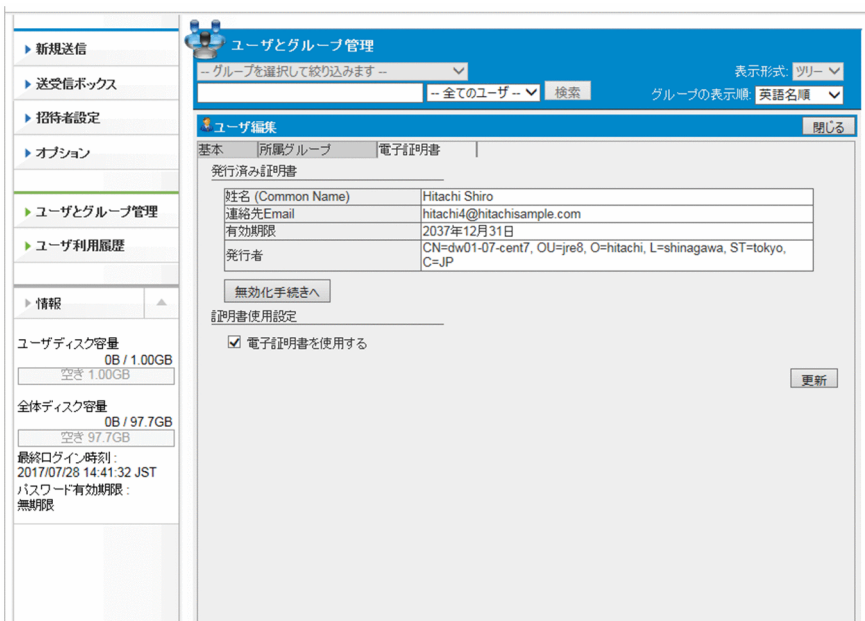 新規送信
送受信ボックス
招待者設定
オプション
ユーザとグループ管理
ユーザ利用履歴
情報
ユーザディスク容量
0B / 1.00GB
空き 1.00GB
全体ディスク容量
0B / 97.7GB
空き 97.7GB
最終ログイン時刻 :
2017/07/28 14:41:32 JST
パスワード有効期限 :
無期限
ユーザとグループ管理
-- グループを選択して絞り込みます --
表示形式: ツリー
-- 全てのユーザ -- 検索
グループの表示順: 英語名順
ユーザ編集 閉じる
基本 所属グループ 電子証明書
発行済み証明書
姓名 (Common Name) Hitachi Shiro
連絡先Email hitachi4@hitachisample.com
有効期限 2037年12月31日
発行者 CN=dw01-07-cent7, OU=jre8, O=hitachi, L=shinagawa, ST=tokyo,
C=JP
無効化手続きへ
証明書使用設定
電子証明書を使用する
更新